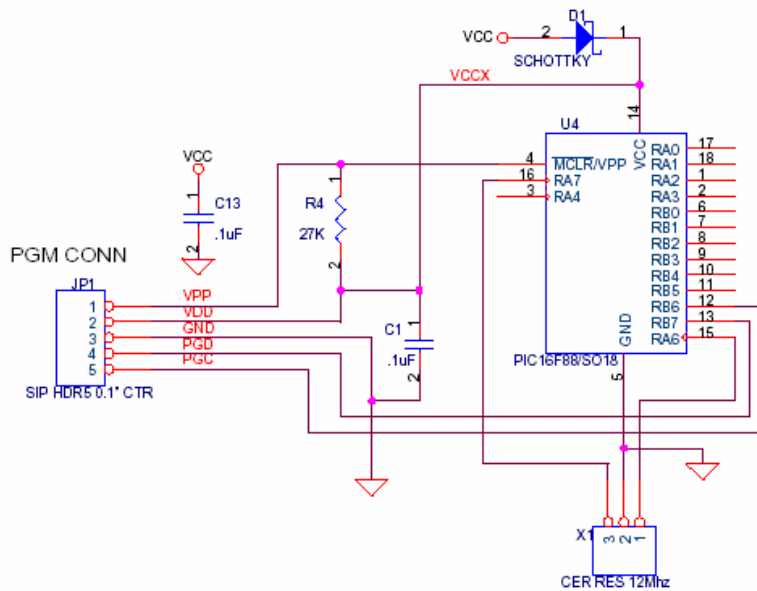 D1
VCC 2 1
SCHOTTKY
VCCX
14
U4
VCC
4 MCLR/VPP RA0 17
16 RA7 RA1 18
3 RA4 RA2 1
RA3 2
RB0 6
RB1 7
RB2 8
RB3 9
RB4 10
RB5 11
RB6 12
RB7 13
RA6 15
GND
5
PIC16F88/SO18
VCC
1
C13
.1uF
2
1
R4
27K
2
PGM CONN
JP1
1 VPP
2 VDD
3 GND
4 PGD
5 PGC
SIP HDR5 0.1" CTR
1
C1
.1uF
2
X1
3 2 1
CER RES 12Mhz